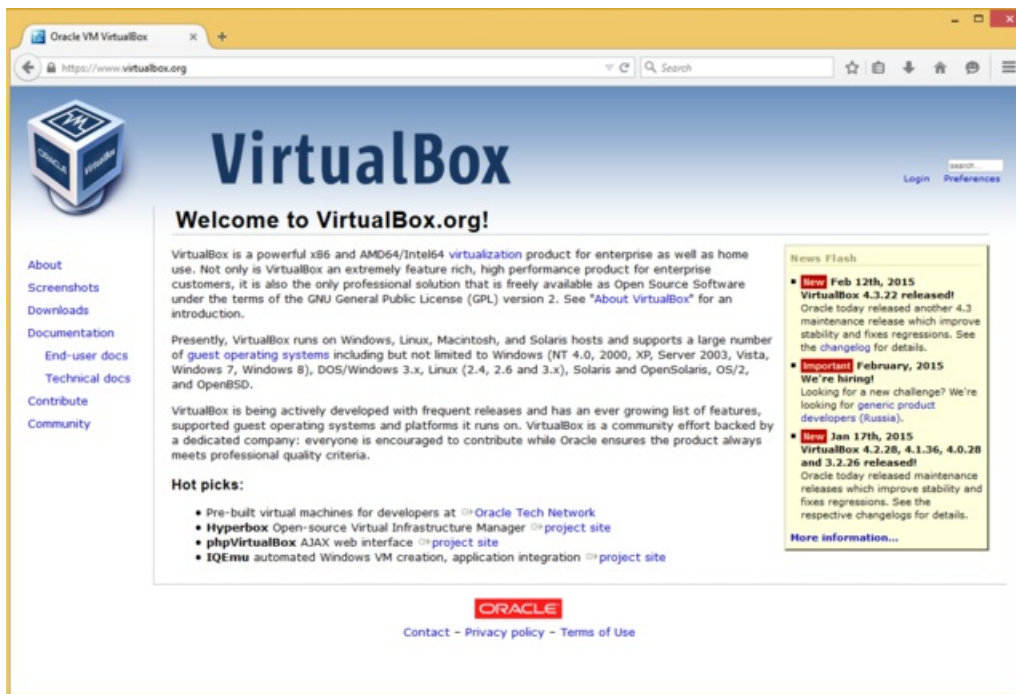 Oracle VM VirtualBox
https://www.virtualbox.org
Search
ORACLE
VirtualBox
VirtualBox
search...
Login Preferences
Welcome to VirtualBox.org!
About
Screenshots
Downloads
Documentation
End-user docs
Technical docs
Contribute
Community
VirtualBox is a powerful x86 and AMD64/Intel64 virtualization product for enterprise as well as home
use. Not only is VirtualBox an extremely feature rich, high performance product for enterprise
customers, it is also the only professional solution that is freely available as Open Source Software
under the terms of the GNU General Public License (GPL) version 2. See "About VirtualBox" for an
introduction.
Presently, VirtualBox runs on Windows, Linux, Macintosh, and Solaris hosts and supports a large number
of guest operating systems including but not limited to Windows (NT 4.0, 2000, XP, Server 2003, Vista,
Windows 7, Windows 8), DOS/Windows 3.x, Linux (2.4, 2.6 and 3.x), Solaris and OpenSolaris, OS/2,
and OpenBSD.
VirtualBox is being actively developed with frequent releases and has an ever growing list of features,
supported guest operating systems and platforms it runs on. VirtualBox is a community effort backed by
a dedicated company: everyone is encouraged to contribute while Oracle ensures the product always
meets professional quality criteria.
Hot picks:
• Pre-built virtual machines for developers at Oracle Tech Network
• Hyperbox Open-source Virtual Infrastructure Manager project site
• phpVirtualBox AJAX web interface project site
• IQEmu automated Windows VM creation, application integration project site
News Flash
New Feb 12th, 2015
VirtualBox 4.3.22 released!
Oracle today released another 4.3
maintenance release which improve
stability and fixes regressions. See
the changelog for details.
Important February, 2015
We're hiring!
Looking for a new challenge? We're
looking for generic product
developers (Russia).
New Jan 17th, 2015
VirtualBox 4.2.28, 4.1.36, 4.0.28
and 3.2.26 released!
Oracle today released maintenance
releases which improve stability and
fixes regressions. See the
respective changelogs for details.
More information...
ORACLE
Contact – Privacy policy – Terms of Use